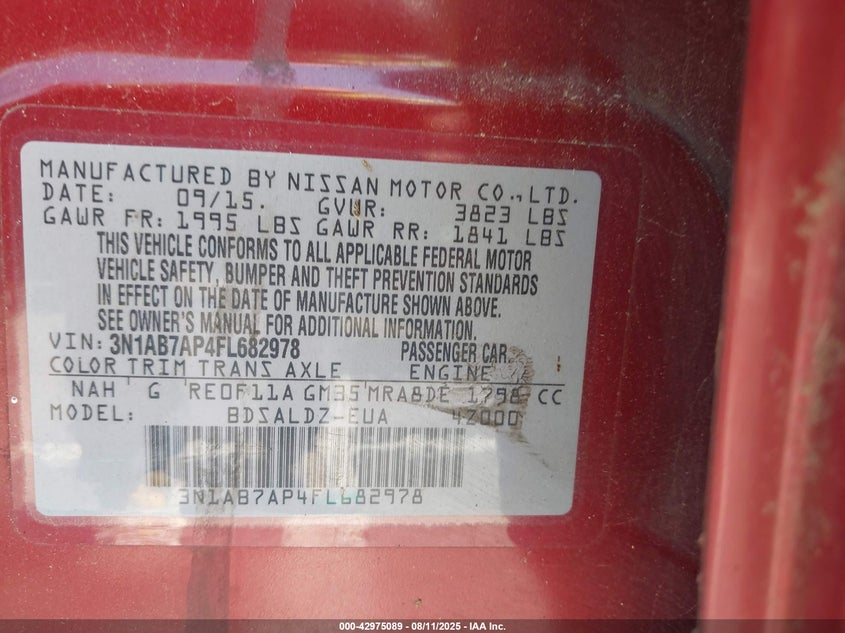 MANUFACTURED BY NISSAN MOTOR CO.,LTD.
DATE: 09/15. GVWR: 3823 LBS
GAWR FR: 1995 LBS GAWR RR: 1841 LBS
THIS VEHICLE CONFORMS TO ALL APPLICABLE FEDERAL MOTOR
VEHICLE SAFETY, BUMPER AND THEFT PREVENTION STANDARDS
IN EFFECT ON THE DATE OF MANUFACTURE SHOWN ABOVE.
SEE OWNER'S MANUAL FOR ADDITIONAL INFORMATION.
VIN: 3N1AB7AP4FL682978 PASSENGER CAR
COLOR TRIM TRANS AXLE ENGINE
NAH G RE0F11A GM35 MRA8DE 1798 CC
MODEL: BDSALDZ-EUA 42000
3N1AB7AP4FL682978
000-42975089 - 08/11/2025 - IAA Inc.